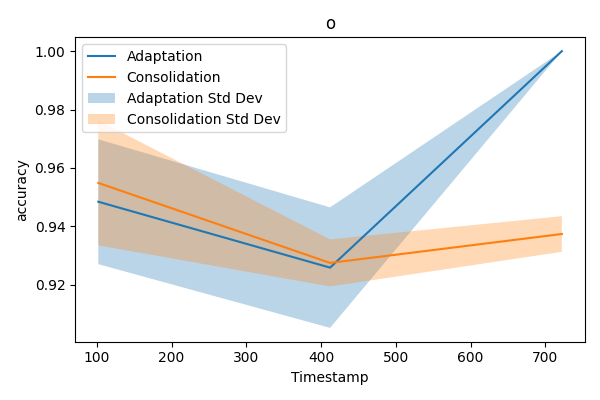 o
Adaptation
Consolidation
Adaptation Std Dev
Consolidation Std Dev
1.00
0.98
0.96
0.94
0.92
accuracy
100 200 300 400 500 600 700
Timestamp